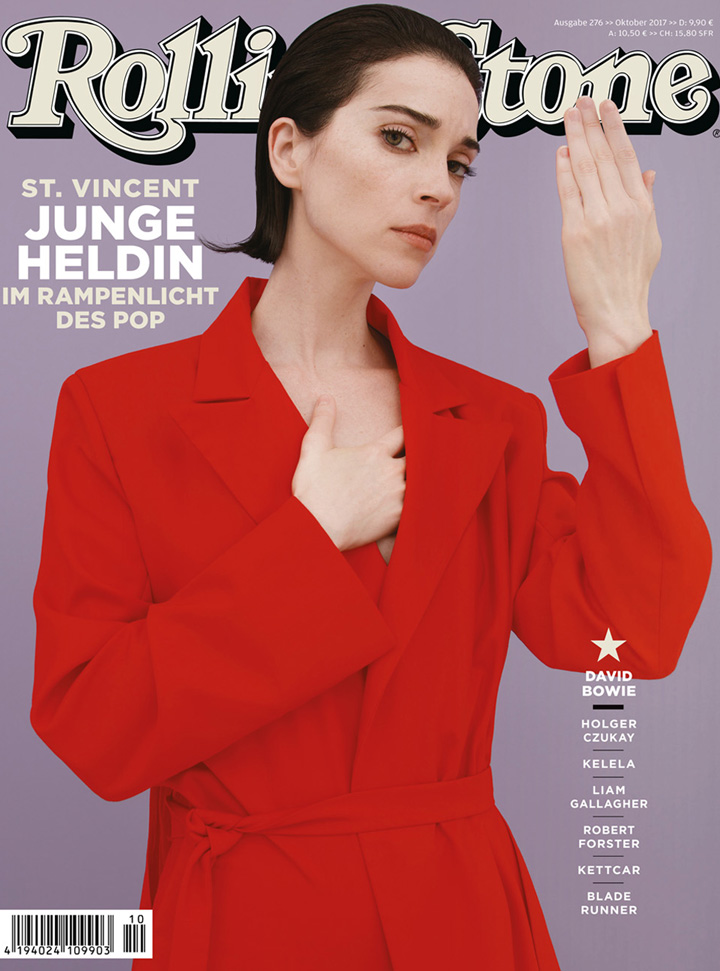 Ausgabe 276 >> Oktober 2017 >> D: 9,90 €
A: 10,50 € >> CH: 15,80 SFR
Rolli Stone
®
ST. VINCENT
JUNGE
HELDIN
IM RAMPENLICHT
DES POP
DAVID
BOWIE
HOLGER
CZUKAY
KELELA
LIAM
GALLAGHER
ROBERT
FORSTER
KETTCAR
BLADE
RUNNER
10
4 194024 109903